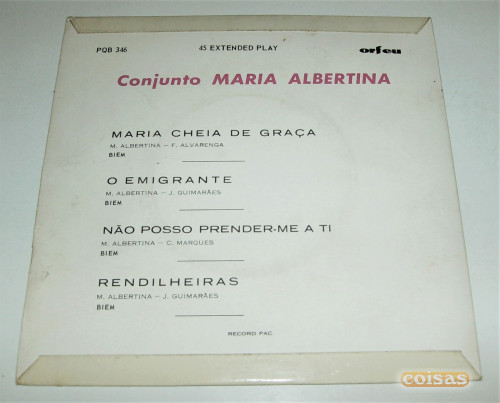 PQB 346 45 EXTENDED PLAY orfeu
Conjunto MARIA ALBERTINA
MARIA CHEIA DE GRAÇA
M. ALBERTINA – F. ALVARENGA
BIEM
O EMIGRANTE
M. ALBERTINA – J. GUIMARÃES
BIEM
NÃO POSSO PRENDER-ME A TI
M. ALBERTINA – C. MARQUES
BIEM
RENDILHEIRAS
M. ALBERTINA – J. GUIMARÃES
BIEM
RECORD PAC
coisas